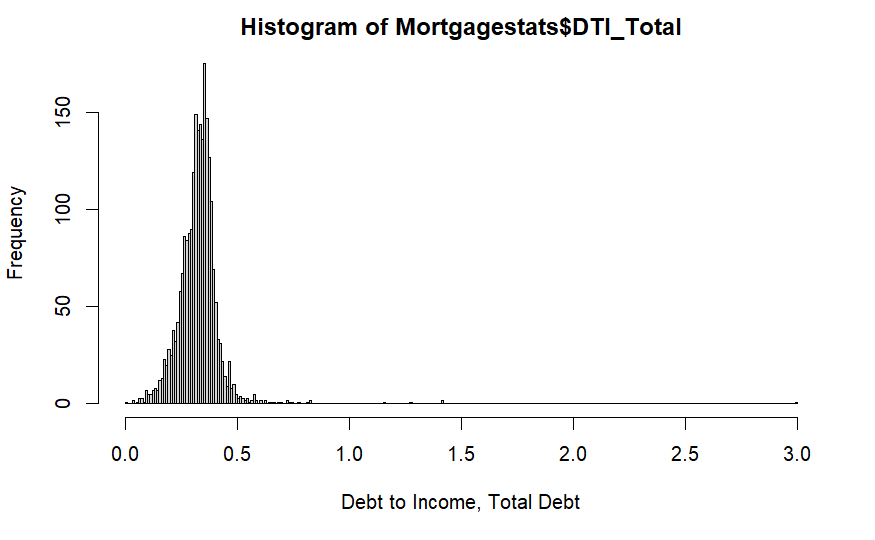 Histogram of Mortgagestats$DTI_Total
Frequency
150
100
50
0
0.0 0.5 1.0 1.5 2.0 2.5 3.0
Debt to Income, Total Debt